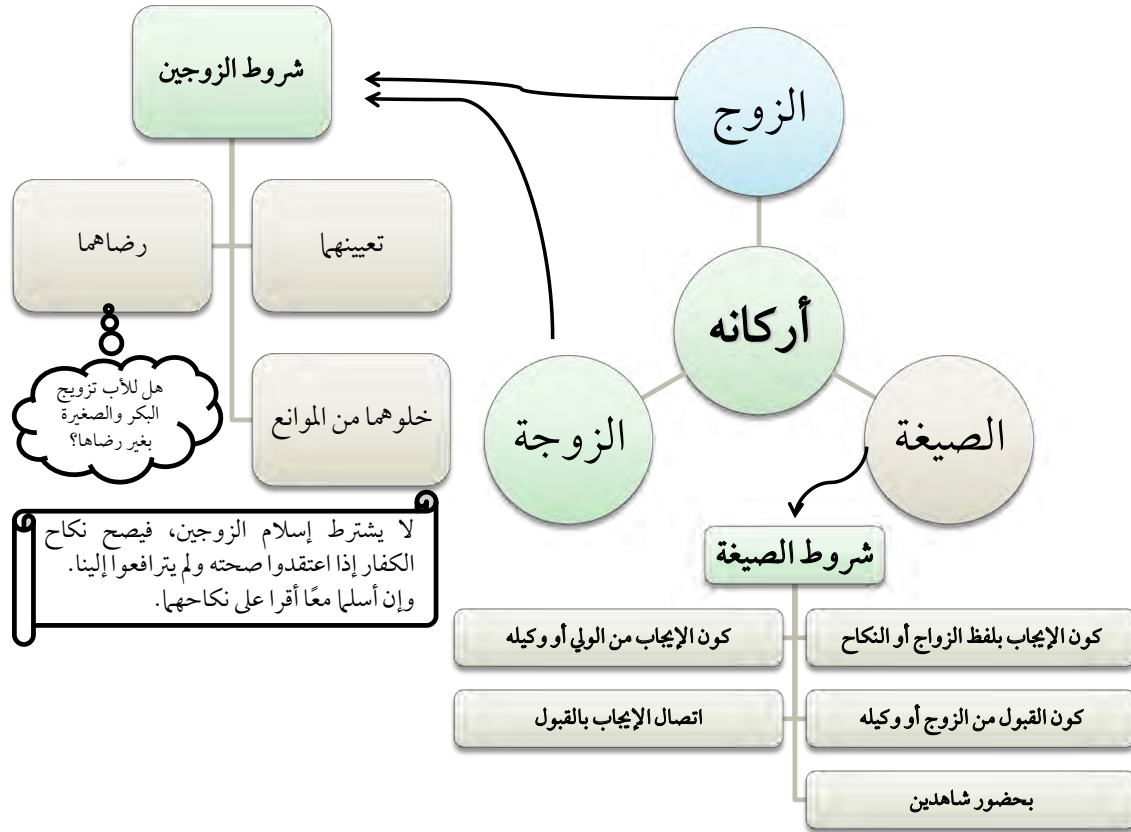 شروط الزوجين
الزوج
رضاهما
تعيينهما
أركانه
هل للأب تزويج
البكر والصغيرة
بغير رضاها؟
خلوهما من الموانع
الزوجة
الصيغة
لا يشترط إسلام الزوجين، فيصح نكاح
الكفار إذا اعتقدوا صحته ولم يترافعوا إلينا.
وإن أسلما معًا أقرا على نكاحهما.
شروط الصيغة
كون الإيجاب بلفظ الزواج أو النكاح
كون الإيجاب من الولي أو وكيله
كون القبول من الزوج أو وكيله
اتصال الإيجاب بالقبول
بحضور شاهدين